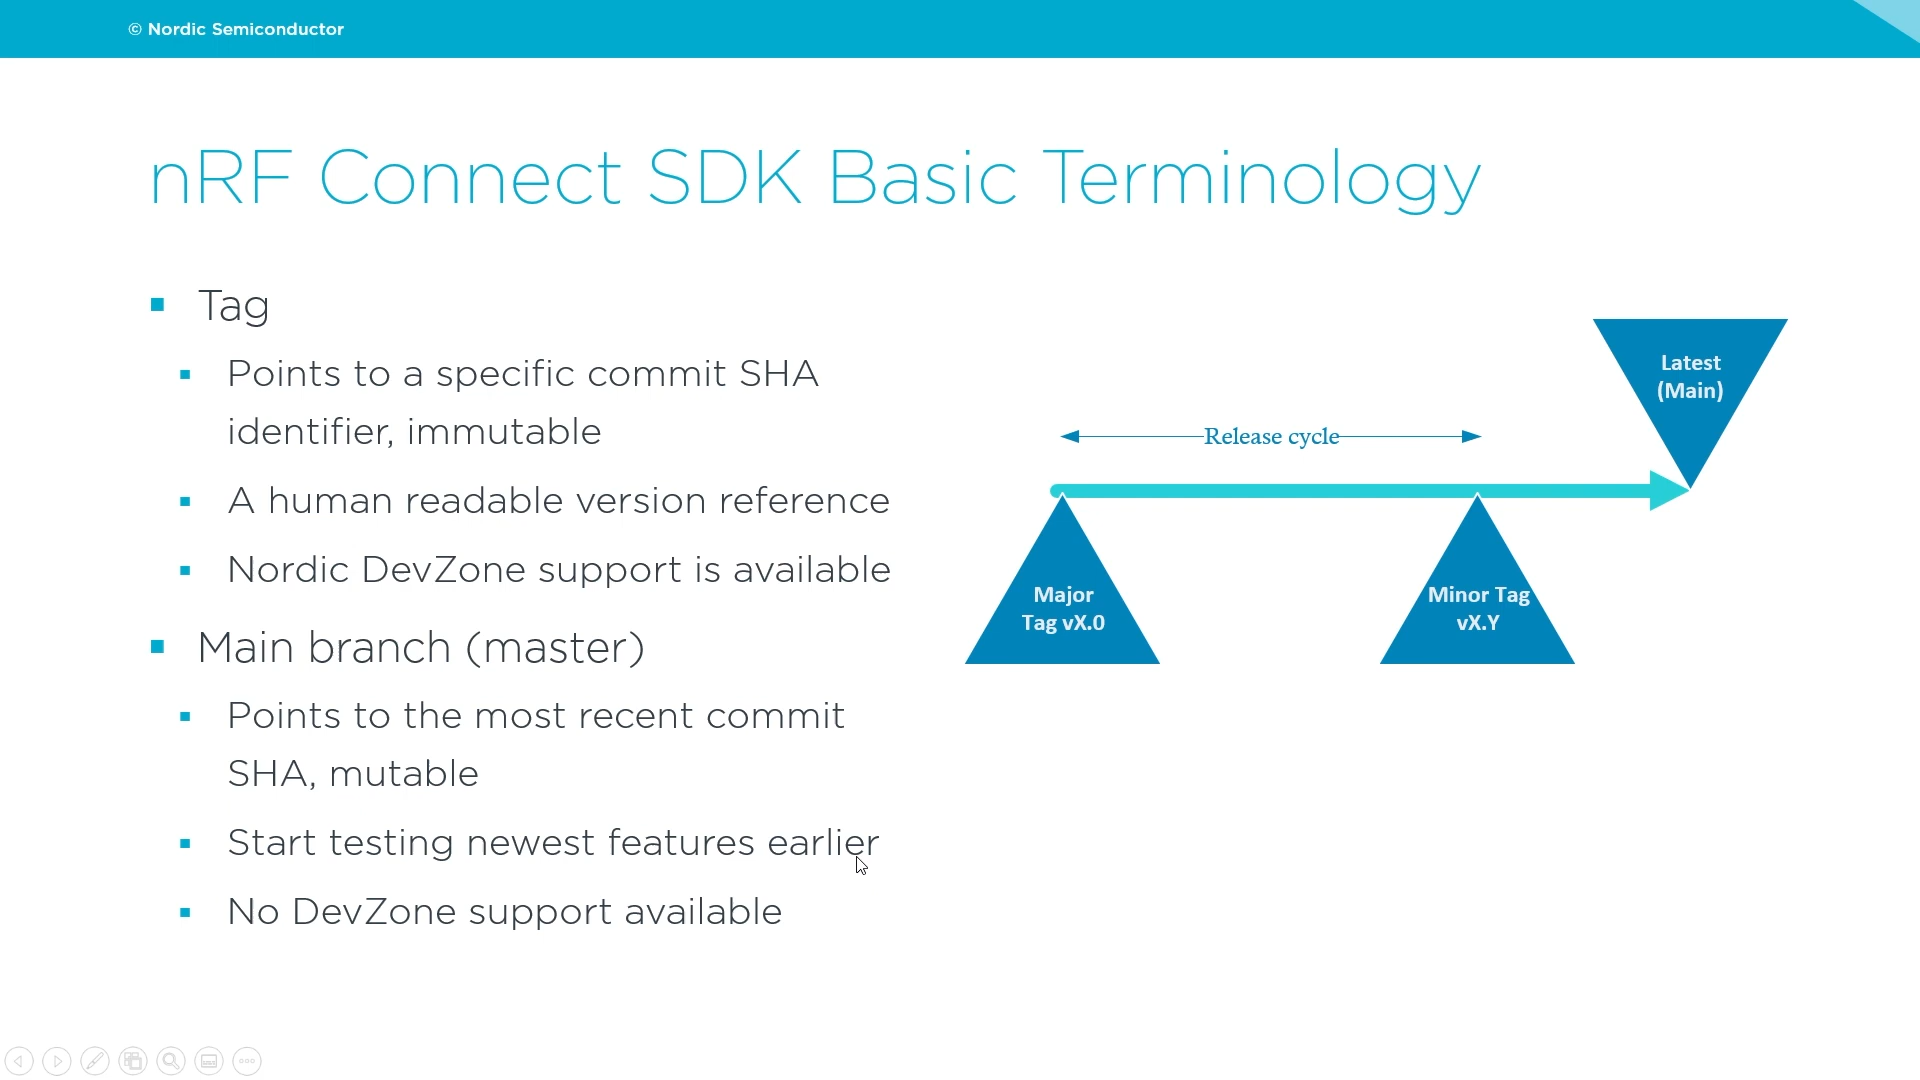 © Nordic Semiconductor
nRF Connect SDK Basic Terminology
Tag
Points to a specific commit SHA
identifier, immutable
A human readable version reference
Nordic DevZone support is available
Main branch (master)
Points to the most recent commit
SHA, mutable
Start testing newest features earlier
No DevZone support available
Latest
(Main)
Release cycle
Major
Tag vX.0
Minor Tag
vX.Y